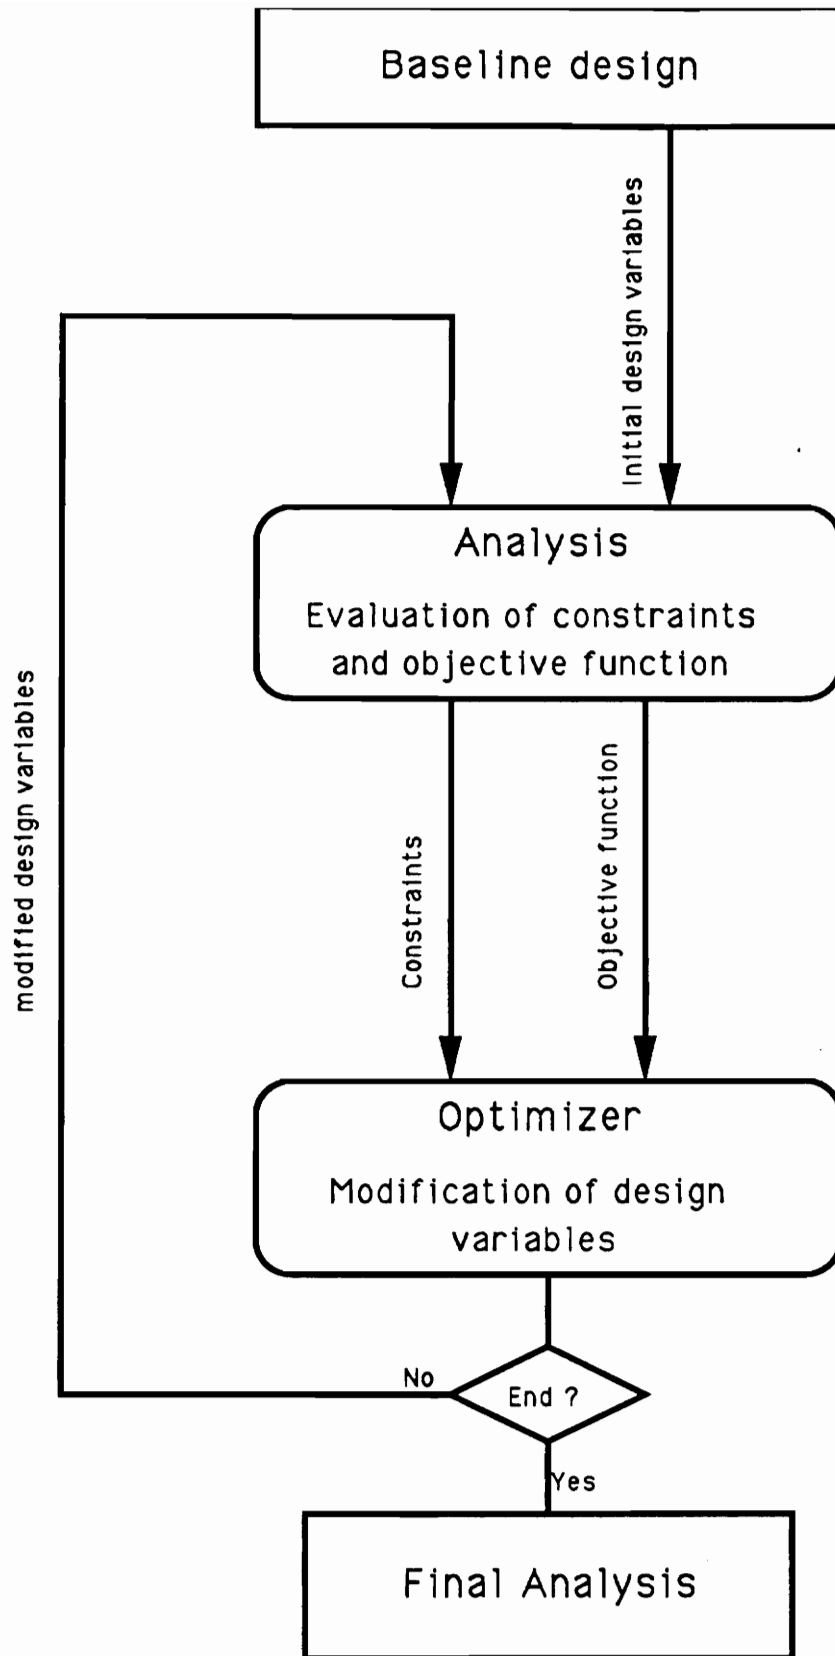 Baseline design
Initial design variables
Analysis
Evaluation of constraints
and objective function
modified design variables
Constraints
Objective function
Optimizer
Modification of design
variables
No
End ?
Yes
Final Analysis